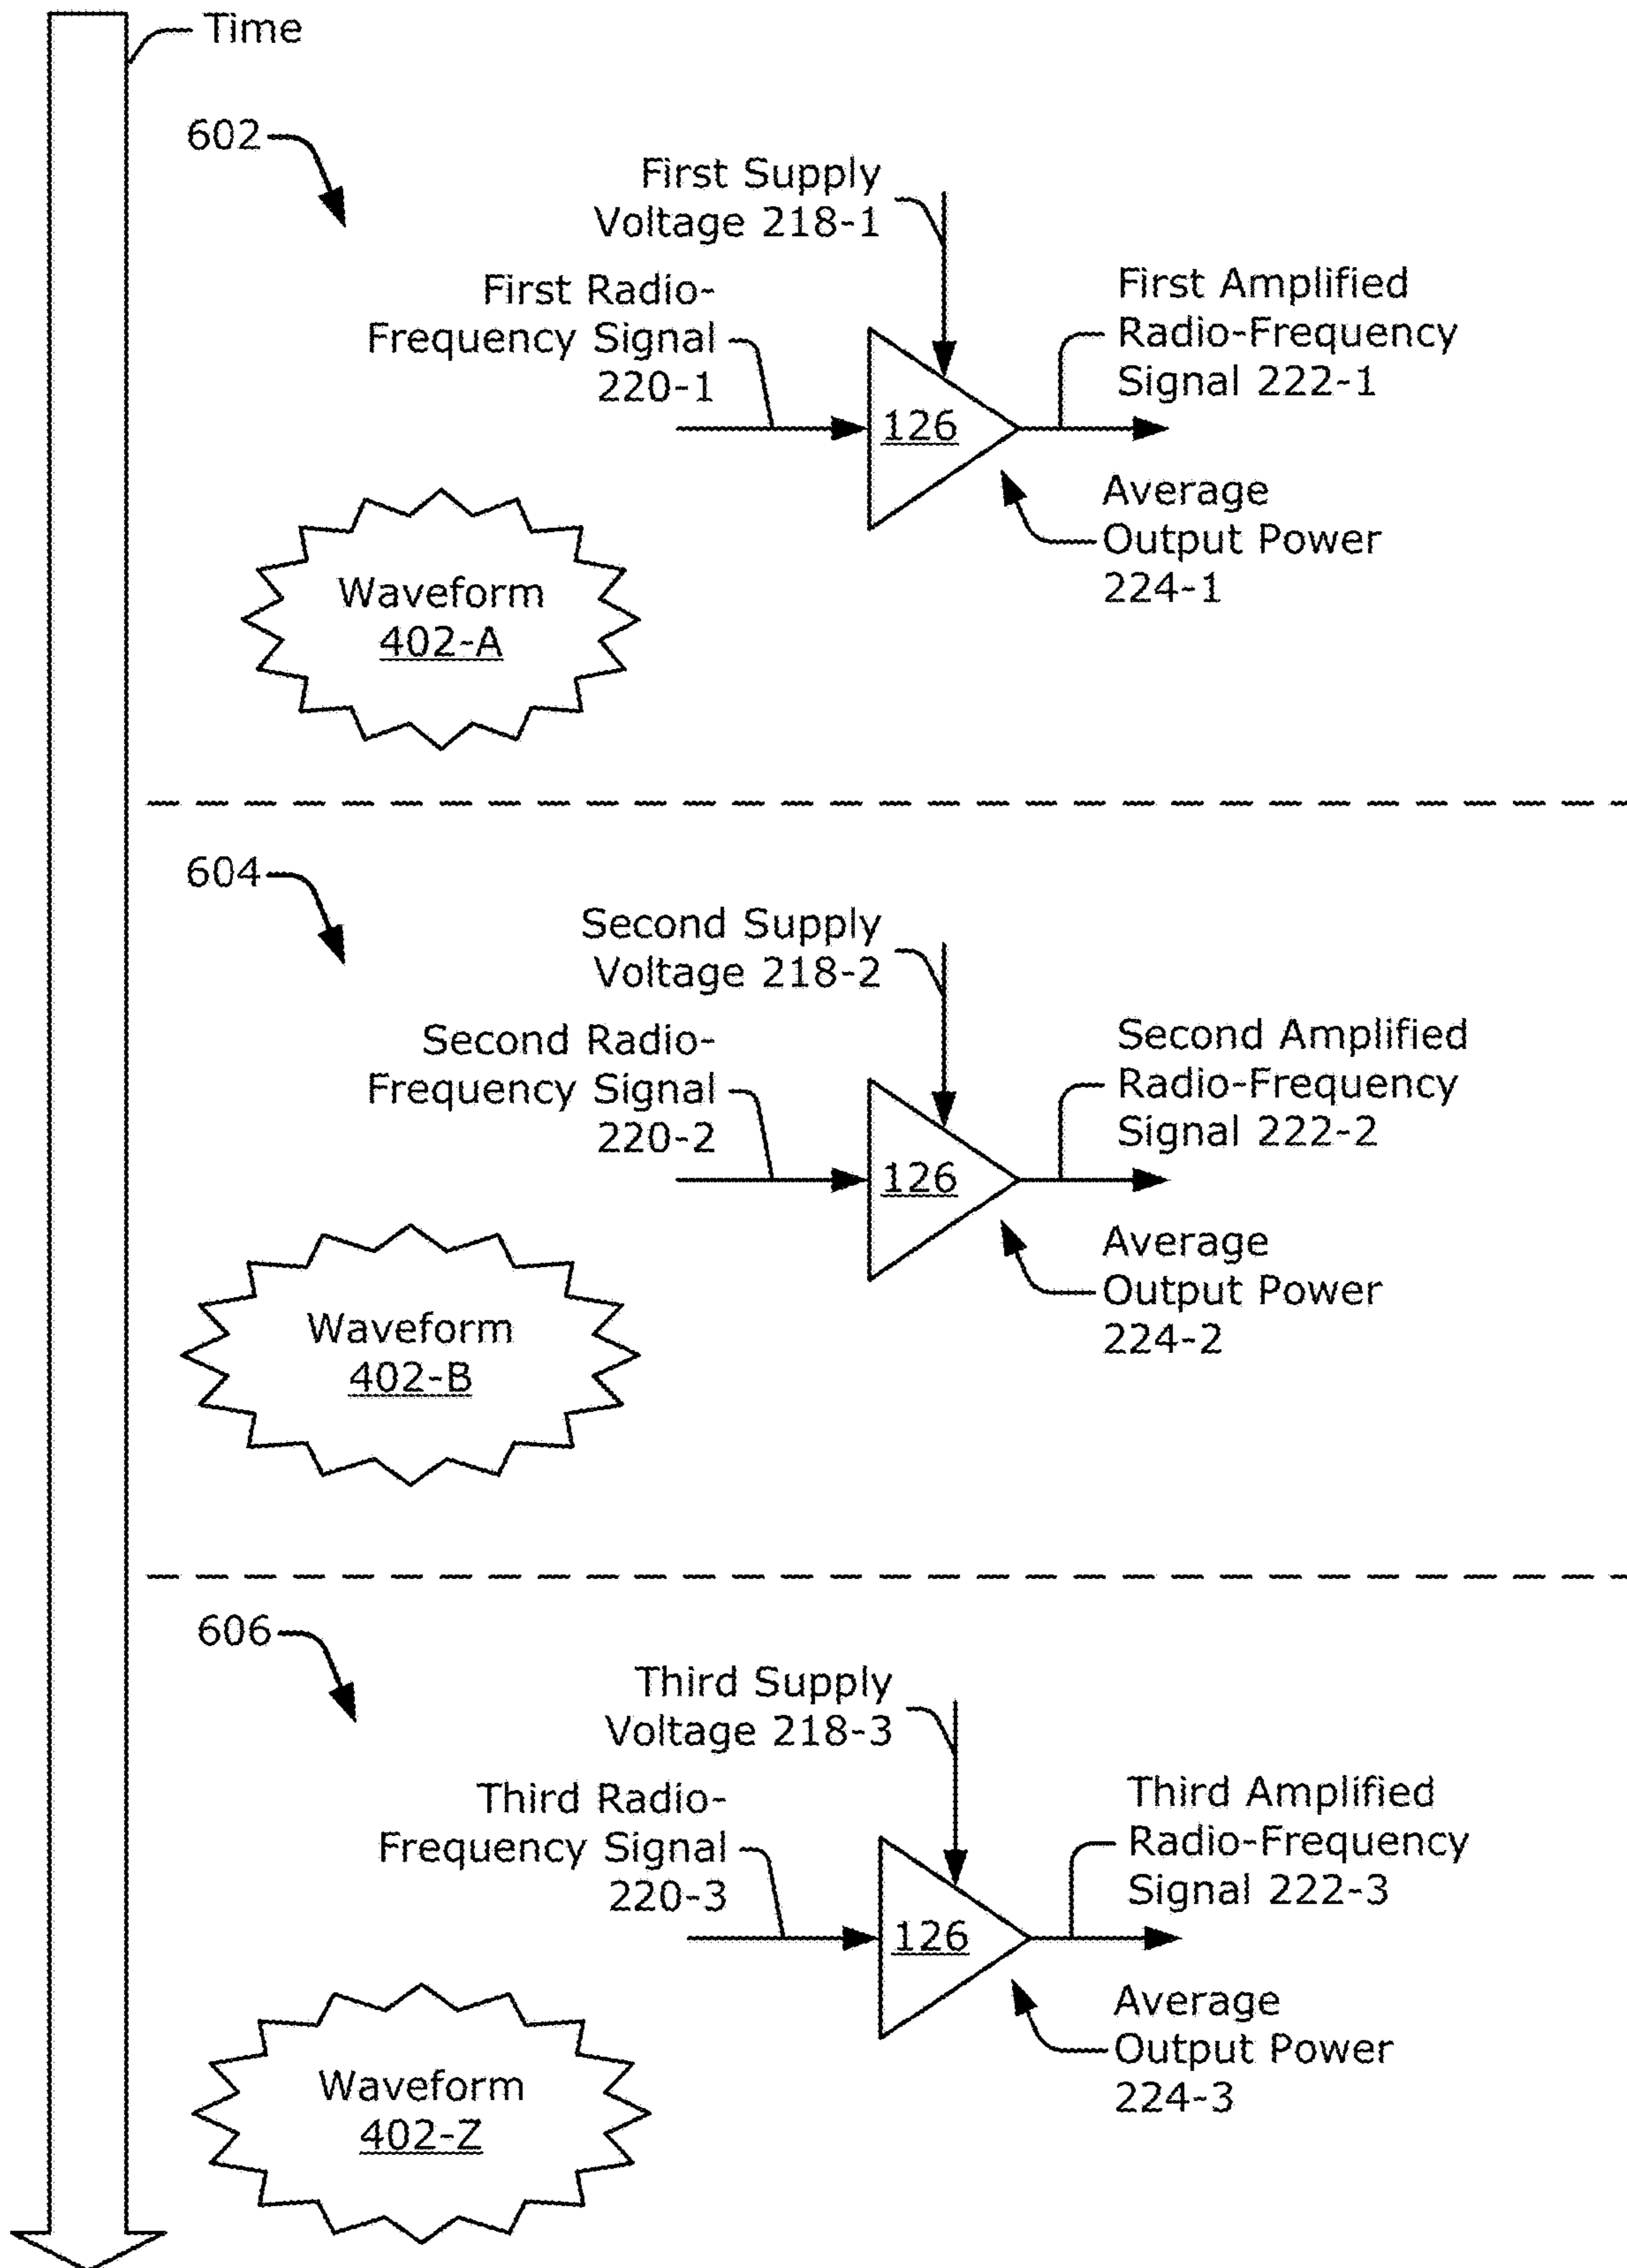 Time
602
First Supply
Voltage 218-1
First Radio-
Frequency Signal
220-1
First Amplified
Radio-Frequency
Signal 222-1
126
Average
Output Power
224-1
Waveform
402-A
604
Second Supply
Voltage 218-2
Second Radio-
Frequency Signal
220-2
Second Amplified
Radio-Frequency
Signal 222-2
126
Average
Output Power
224-2
Waveform
402-B
606
Third Supply
Voltage 218-3
Third Radio-
Frequency Signal
220-3
Third Amplified
Radio-Frequency
Signal 222-3
126
Average
Output Power
224-3
Waveform
402-Z